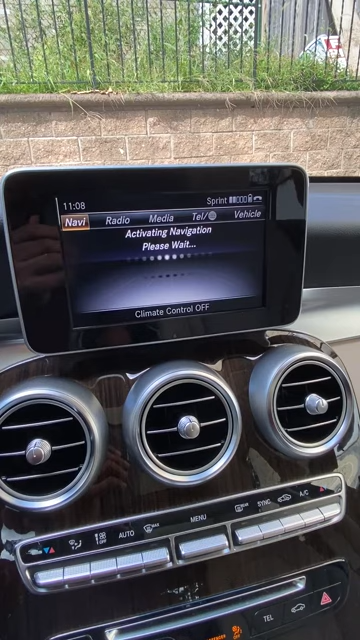 11:08 Sprint
Navi Radio Media Tel/ Vehicle
Activating Navigation
Please Wait...
Climate Control OFF
AUTO MENU SYNC A/C
OFF
TEL